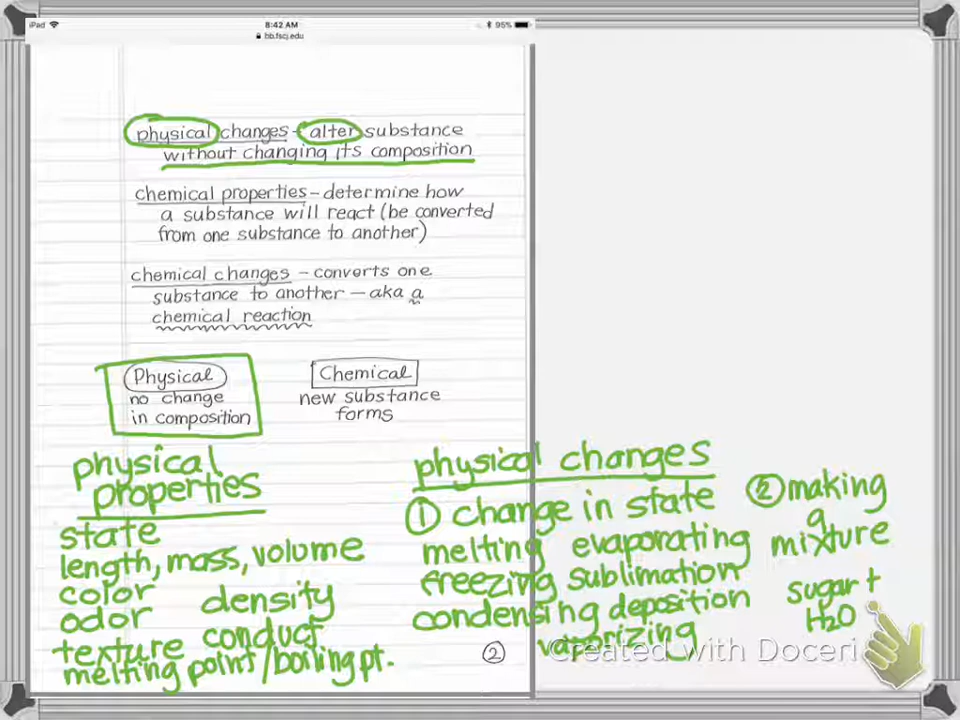 iPad
8:42 AM
95%
bb.fscj.edu
physical changes - alter substance
without changing its composition
chemical properties - determine how
a substance will react (be converted
from one substance to another)
chemical changes - converts one
substance to another - aka a
chemical reaction
Physical
no change
in composition
Chemical
new substance
forms
physical
properties
state
length, mass, volume
color
odor
density
texture conduct
melting point/boiling pt.
physical changes
① change in state
melting evaporating
freezing sublimation
condensing deposition
vaporizing
② making
a
mixture
sugar +
H₂O
②
Created with Doceri